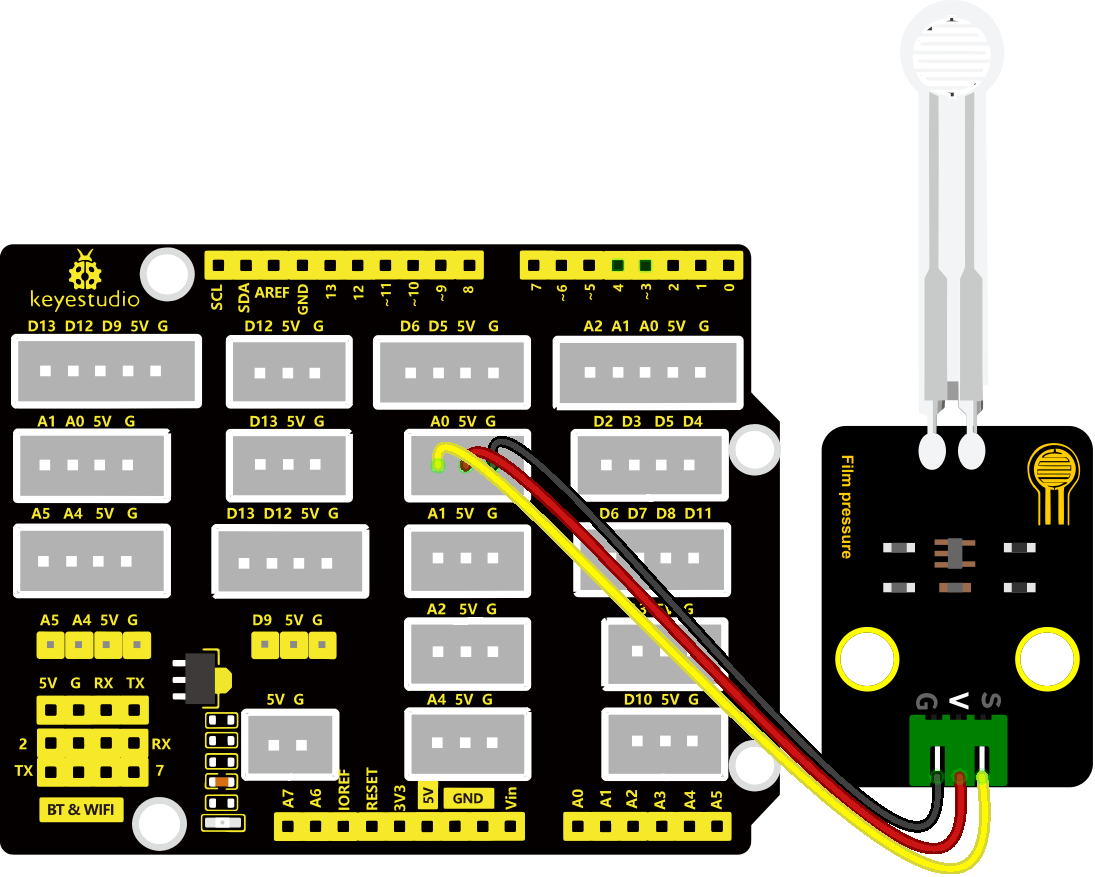 SCL SDA AREF GND 13 12 ~11 ~10 ~9 8 7 ~6 ~5 4 ~3 2 1 0
keyestudio
D13 D12 D9 5V G D12 5V G D6 D5 5V G A2 A1 A0 5V G
A1 A0 5V G D13 5V G A0 5V G D2 D3 D5 D4
A5 A4 5V G D13 D12 5V G A1 5V G D6 D7 D8 D11
A5 A4 5V G D9 5V G A2 5V G 5V G
5V G RX TX
5V G A4 5V G D10 5V G
2 RX
TX 7
BT & WIFI
A7 A6 IOREF RESET 3V3 5V GND Vin A0 A1 A2 A3 A4 A5
Film pressure
G V S